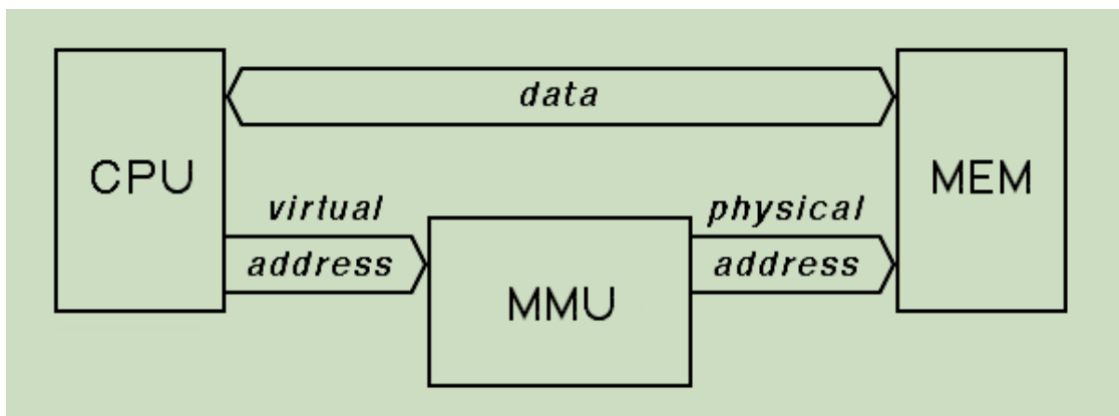 data
CPU
MEM
virtual
address
MMU
physical
address